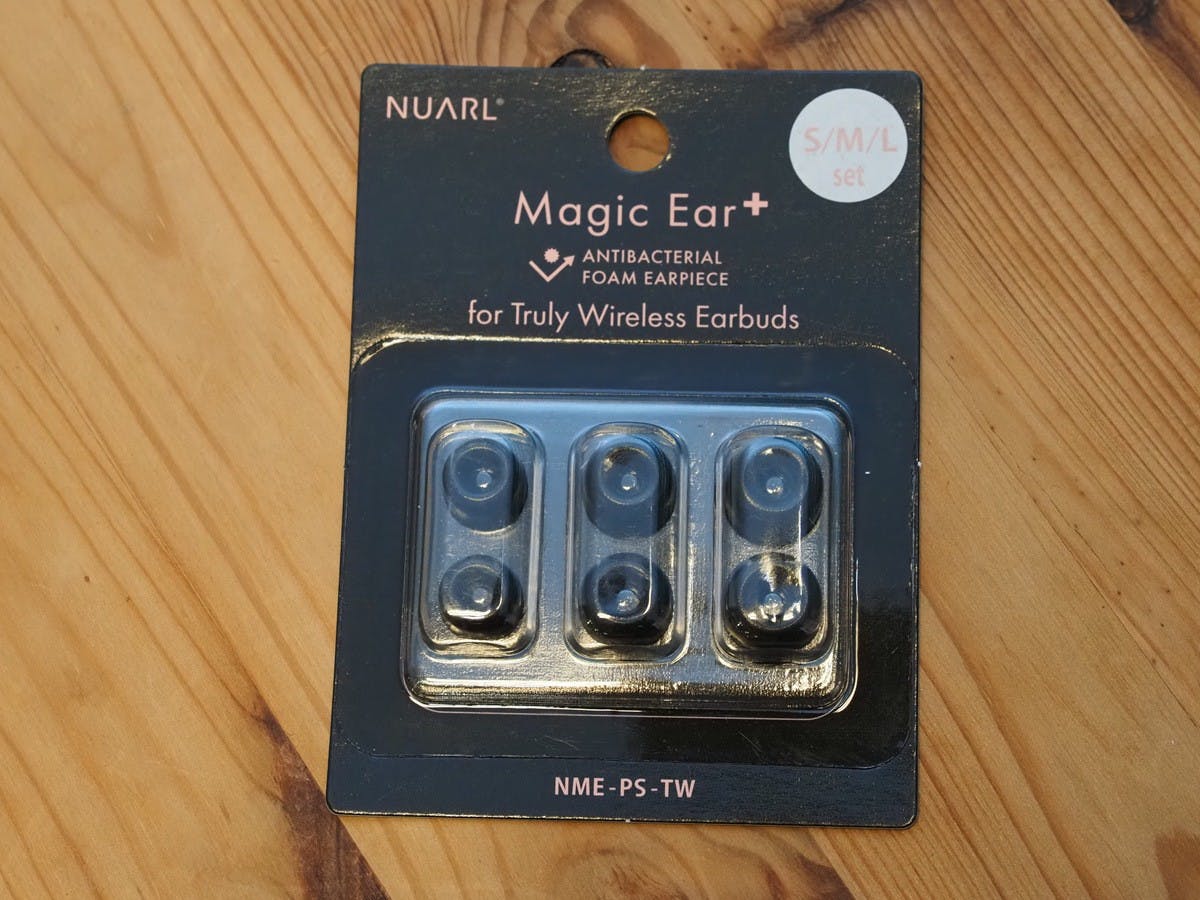 NUARL®
S/M/L
set
Magic Ear+
ANTIBACTERIAL
FOAM EARPIECE
for Truly Wireless Earbuds
NME-PS-TW